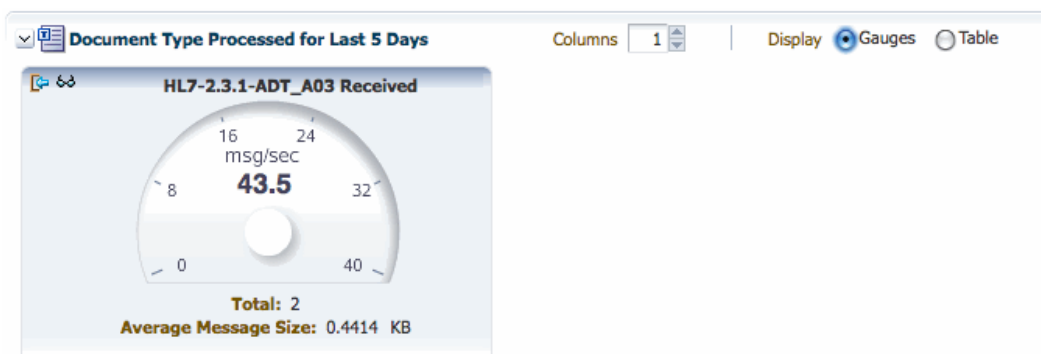 Document Type Processed for Last 5 Days Columns 1 Display Gauges Table
HL7-2.3.1-ADT_A03 Received
16 24
msg/sec
8 43.5 32
0 40
Total: 2
Average Message Size: 0.4414 KB